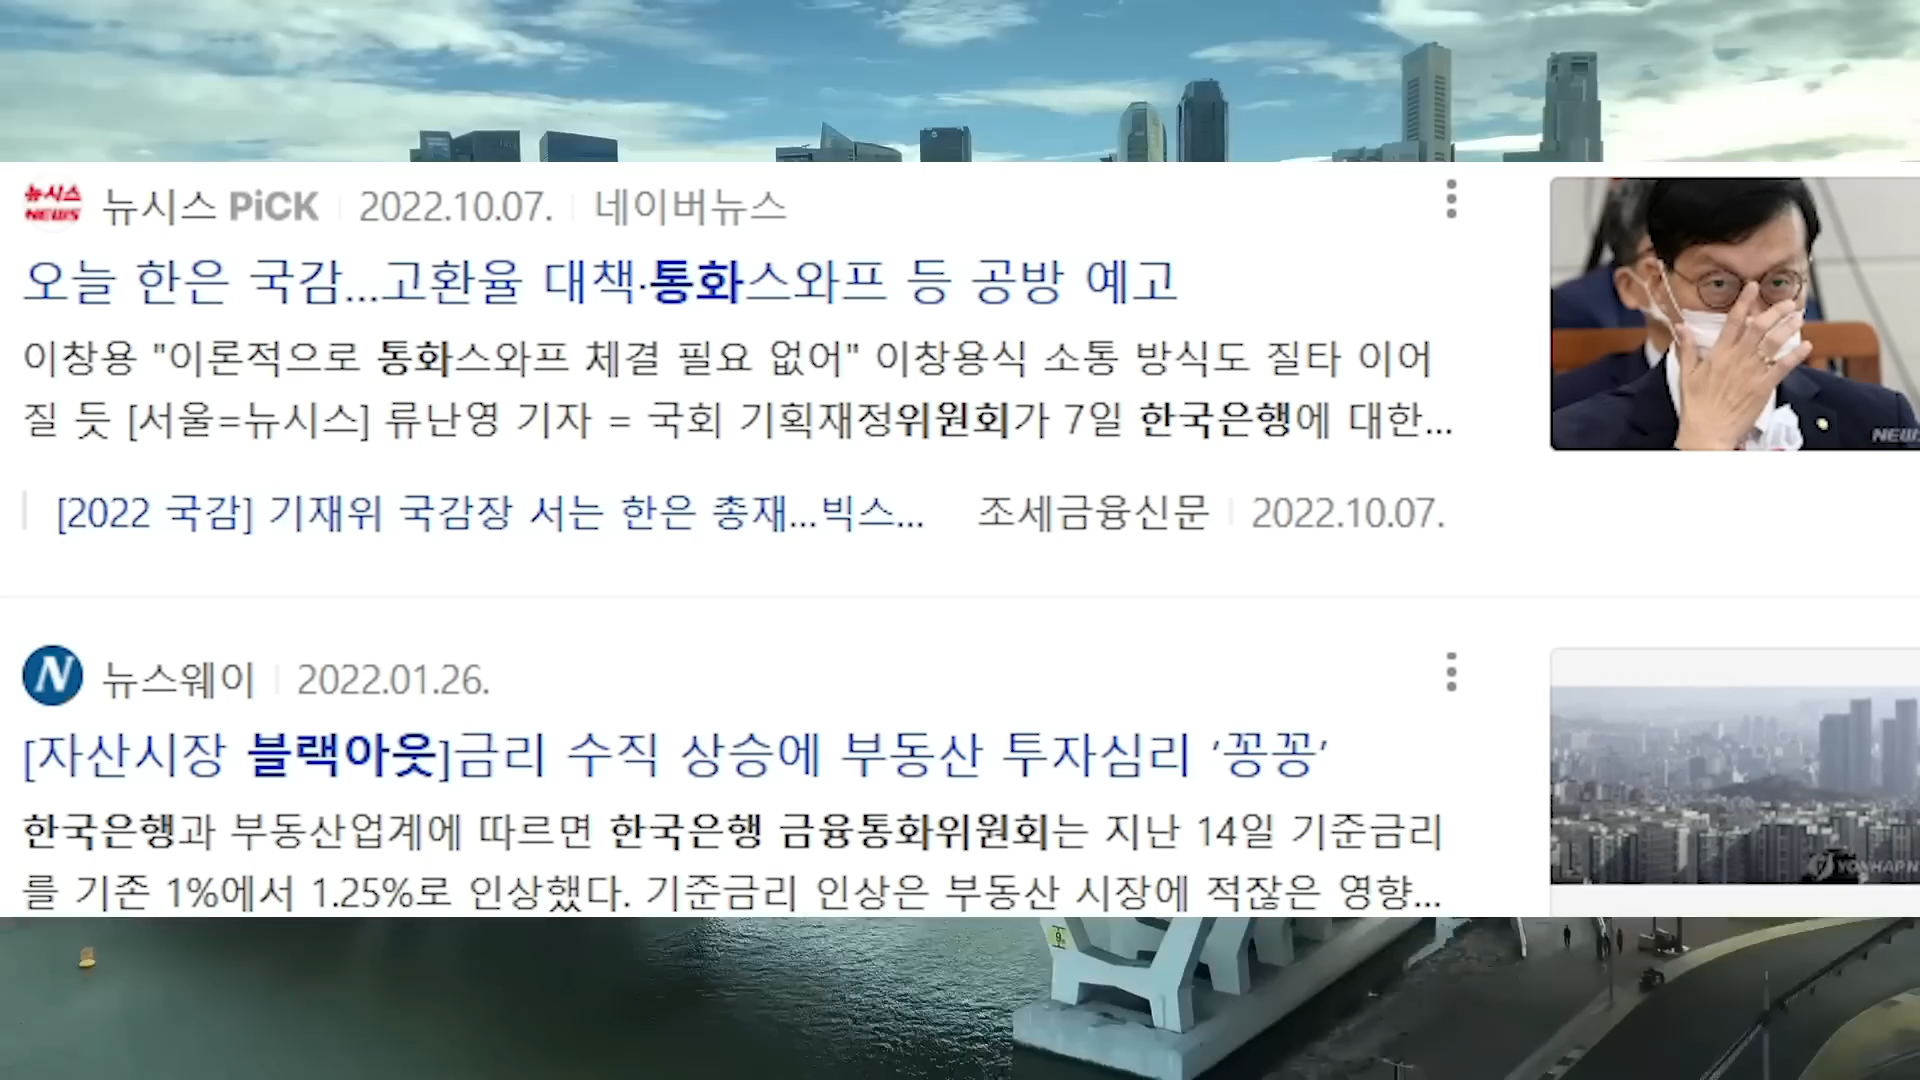 뉴시스 NEWS 뉴시스 PiCK 2022.10.07. 네이버뉴스
오늘 한은 국감...고환율 대책·통화스와프 등 공방 예고
이창용 "이론적으로 통화스와프 체결 필요 없어" 이창용식 소통 방식도 질타 이어
질 듯 [서울=뉴시스] 류난영 기자 = 국회 기획재정위원회가 7일 한국은행에 대한...
NEWS
[2022 국감] 기재위 국감장 서는 한은 총재...빅스... 조세금융신문 2022.10.07.
N 뉴스웨이 2022.01.26.
[자산시장 블랙아웃]금리 수직 상승에 부동산 투자심리 ‘꽁꽁’
한국은행과 부동산업계에 따르면 한국은행 금융통화위원회는 지난 14일 기준금리
를 기존 1%에서 1.25%로 인상했다. 기준금리 인상은 부동산 시장에 적잖은 영향...
YONHAPN